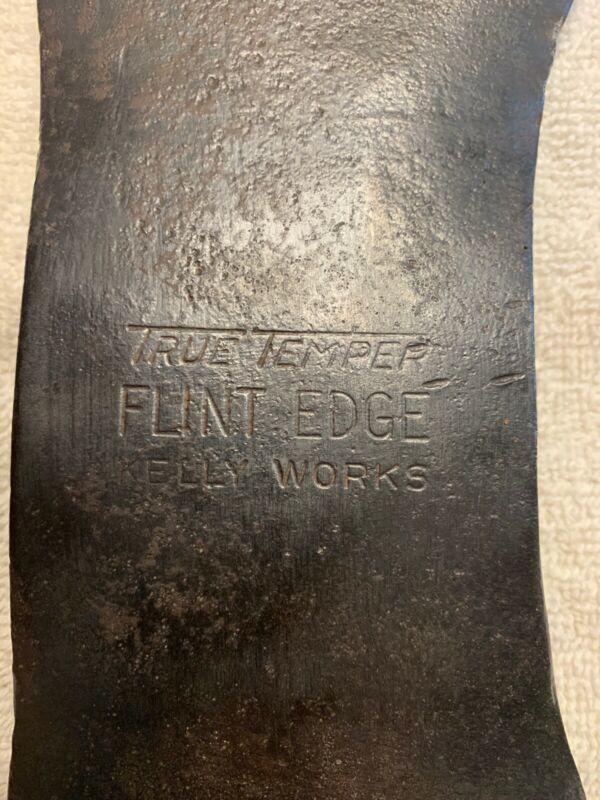 TRUE TEMPER
FLINT EDGE
KELLY WORKS